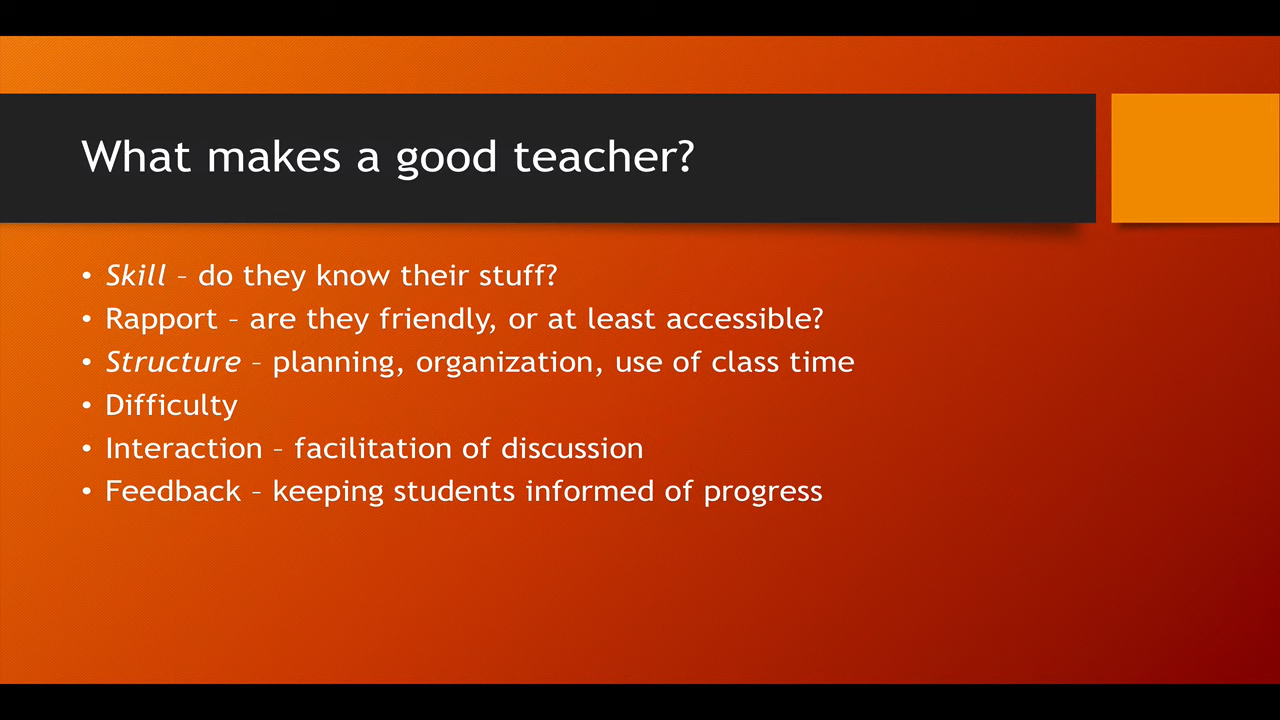 What makes a good teacher?
• Skill – do they know their stuff?
• Rapport – are they friendly, or at least accessible?
• Structure – planning, organization, use of class time
• Difficulty
• Interaction – facilitation of discussion
• Feedback – keeping students informed of progress